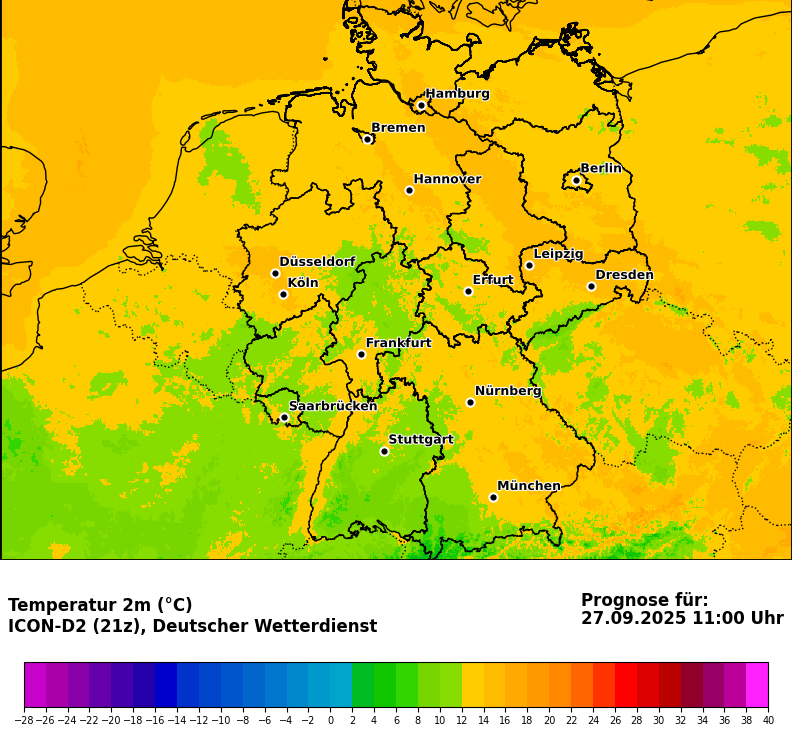 Hamburg
Bremen
Berlin
Hannover
Leipzig
Düsseldorf
Dresden
Köln
Erfurt
Frankfurt
Nürnberg
Saarbrücken
Stuttgart
München
Temperatur 2m (°C)
ICON-D2 (21z), Deutscher Wetterdienst
Prognose für:
27.09.2025 11:00 Uhr
−28 −26 −24 −22 −20 −18 −16 −14 −12 −10 −8 −6 −4 −2 0 2 4 6 8 10 12 14 16 18 20 22 24 26 28 30 32 34 36 38 40